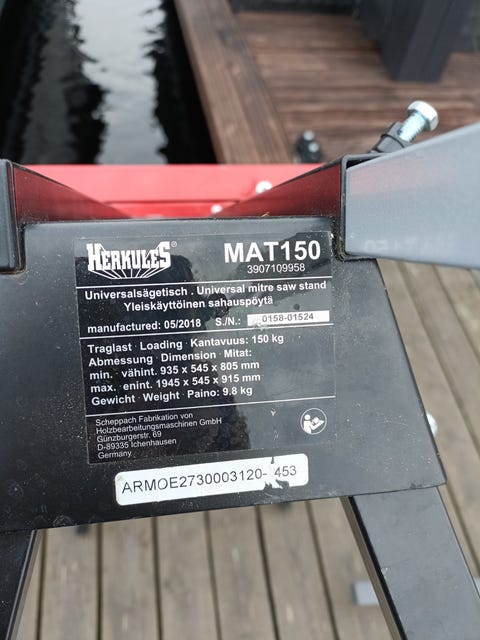 HERKULES®
MAT150
3907109958
Universalsägetisch . Universal mitre saw stand
Yleiskäyttöinen sahauspöytä
manufactured: 05/2018 S./N.: 0158-01524
Traglast · Loading · Kantavuus: 150 kg
Abmessung · Dimension · Mitat:
min. vähint. 935 x 545 x 805 mm
max. enint. 1945 x 545 x 915 mm
Gewicht · Weight · Paino: 9.8 kg
Scheppach Fabrikation von
Holzbearbeitungsmaschinen GmbH
Günzburgerstr. 69
D-89335 Ichenhausen
Germany
ARMOE2730003120- 453